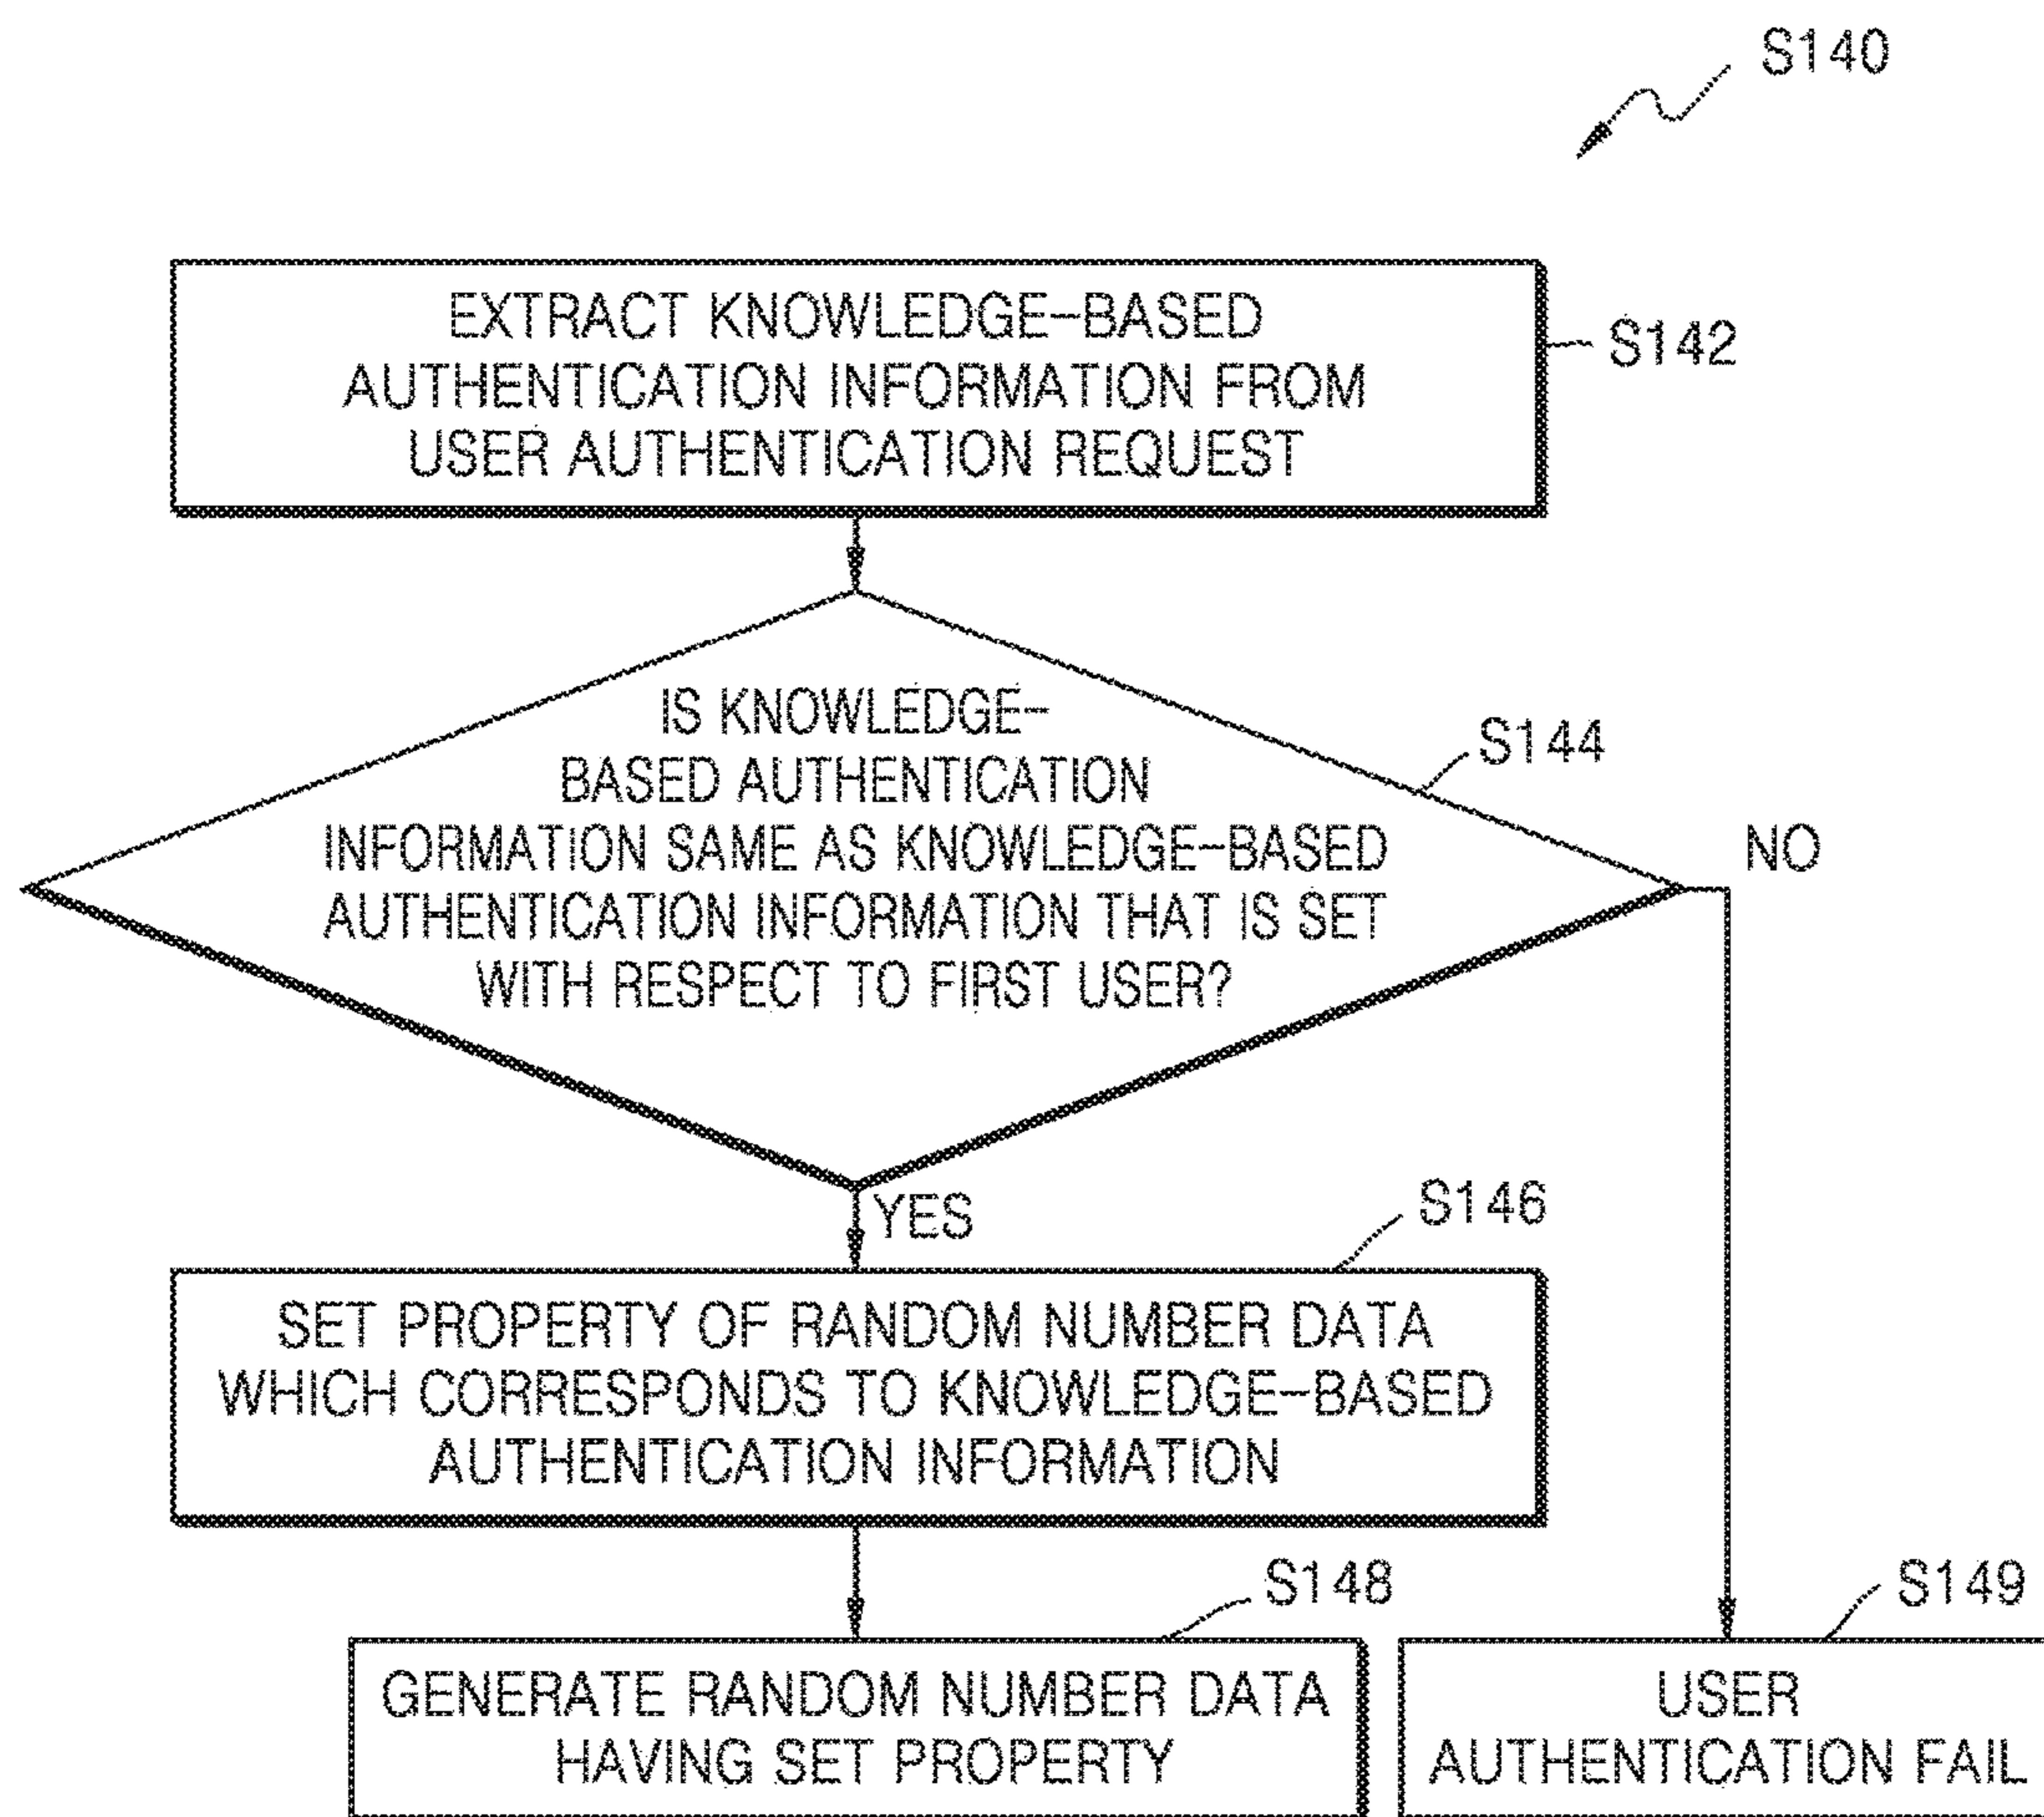 S140
EXTRACT KNOWLEDGE-BASED
AUTHENTICATION INFORMATION FROM
USER AUTHENTICATION REQUEST
S142
IS KNOWLEDGE-
BASED AUTHENTICATION
INFORMATION SAME AS KNOWLEDGE-BASED
AUTHENTICATION INFORMATION THAT IS SET
WITH RESPECT TO FIRST USER?
S144
NO
YES
S146
SET PROPERTY OF RANDOM NUMBER DATA
WHICH CORRESPONDS TO KNOWLEDGE-BASED
AUTHENTICATION INFORMATION
S148
GENERATE RANDOM NUMBER DATA
HAVING SET PROPERTY
S149
USER
AUTHENTICATION FAIL